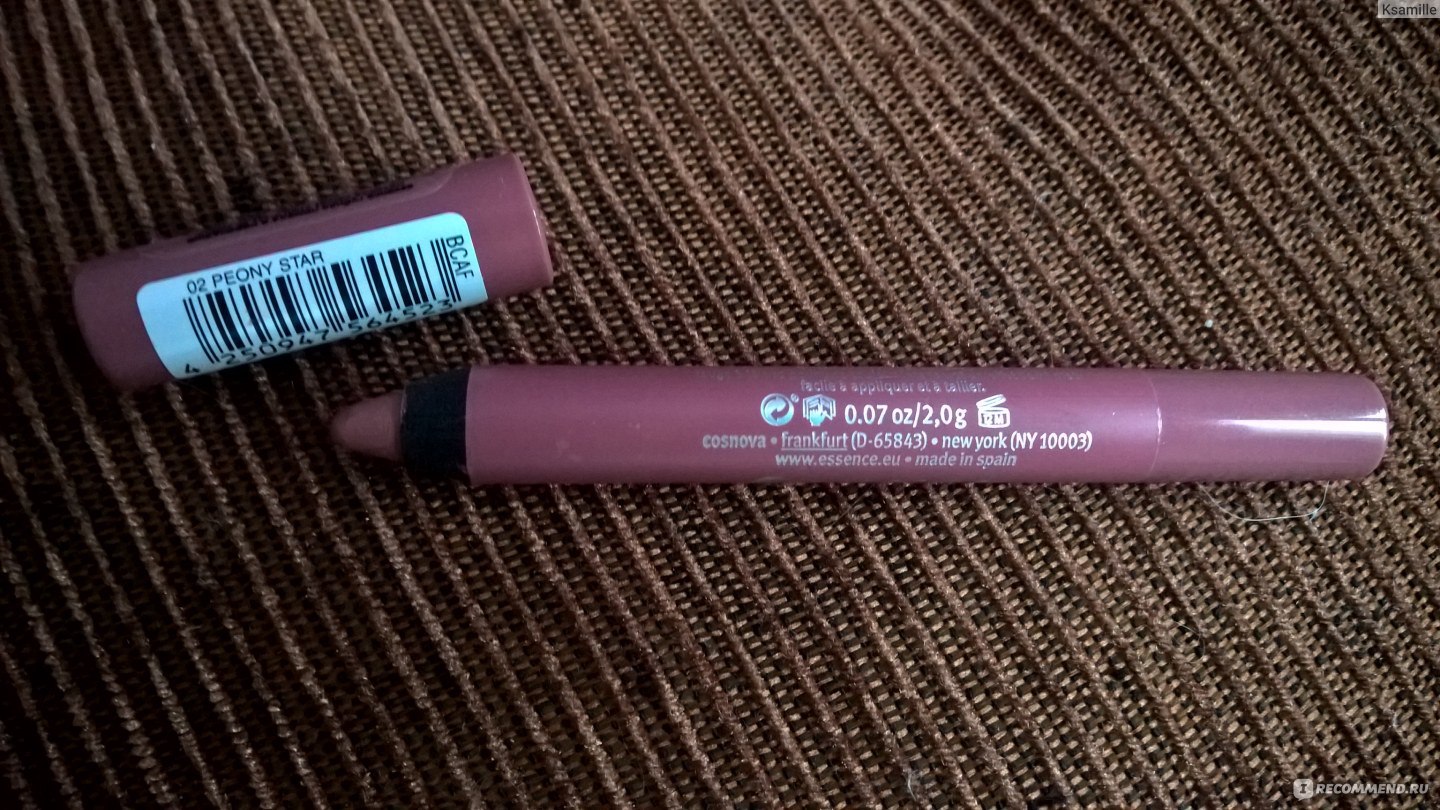 Ksamille
02 PEONY STAR
BCAF
4 250947 564523
facile à appliquer et à tailler.
0.07 oz/2,0g
cosnova • frankfurt (D-65843) • new york (NY 10003)
www.essence.eu • made in spain
IRECOMMEND.RU